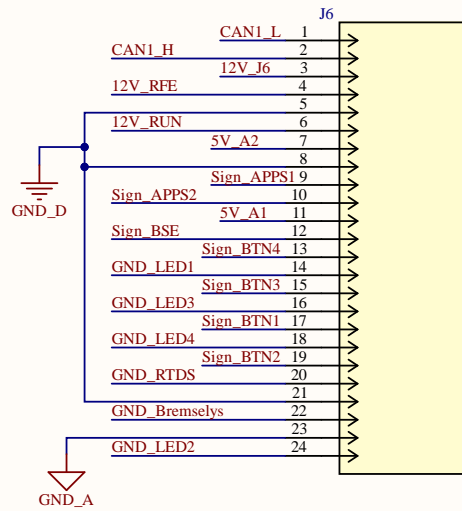 J6
CAN1_L 1
CAN1_H 2
12V_J6 3
12V_RFE 4
5
12V_RUN 6
5V_A2 7
8
Sign_APPS1 9
Sign_APPS2 10
5V_A1 11
Sign_BSE 12
Sign_BTN4 13
GND_LED1 14
Sign_BTN3 15
GND_LED3 16
Sign_BTN1 17
GND_LED4 18
Sign_BTN2 19
GND_RTDS 20
21
GND_Bremselys 22
23
GND_LED2 24
GND_D
GND_A